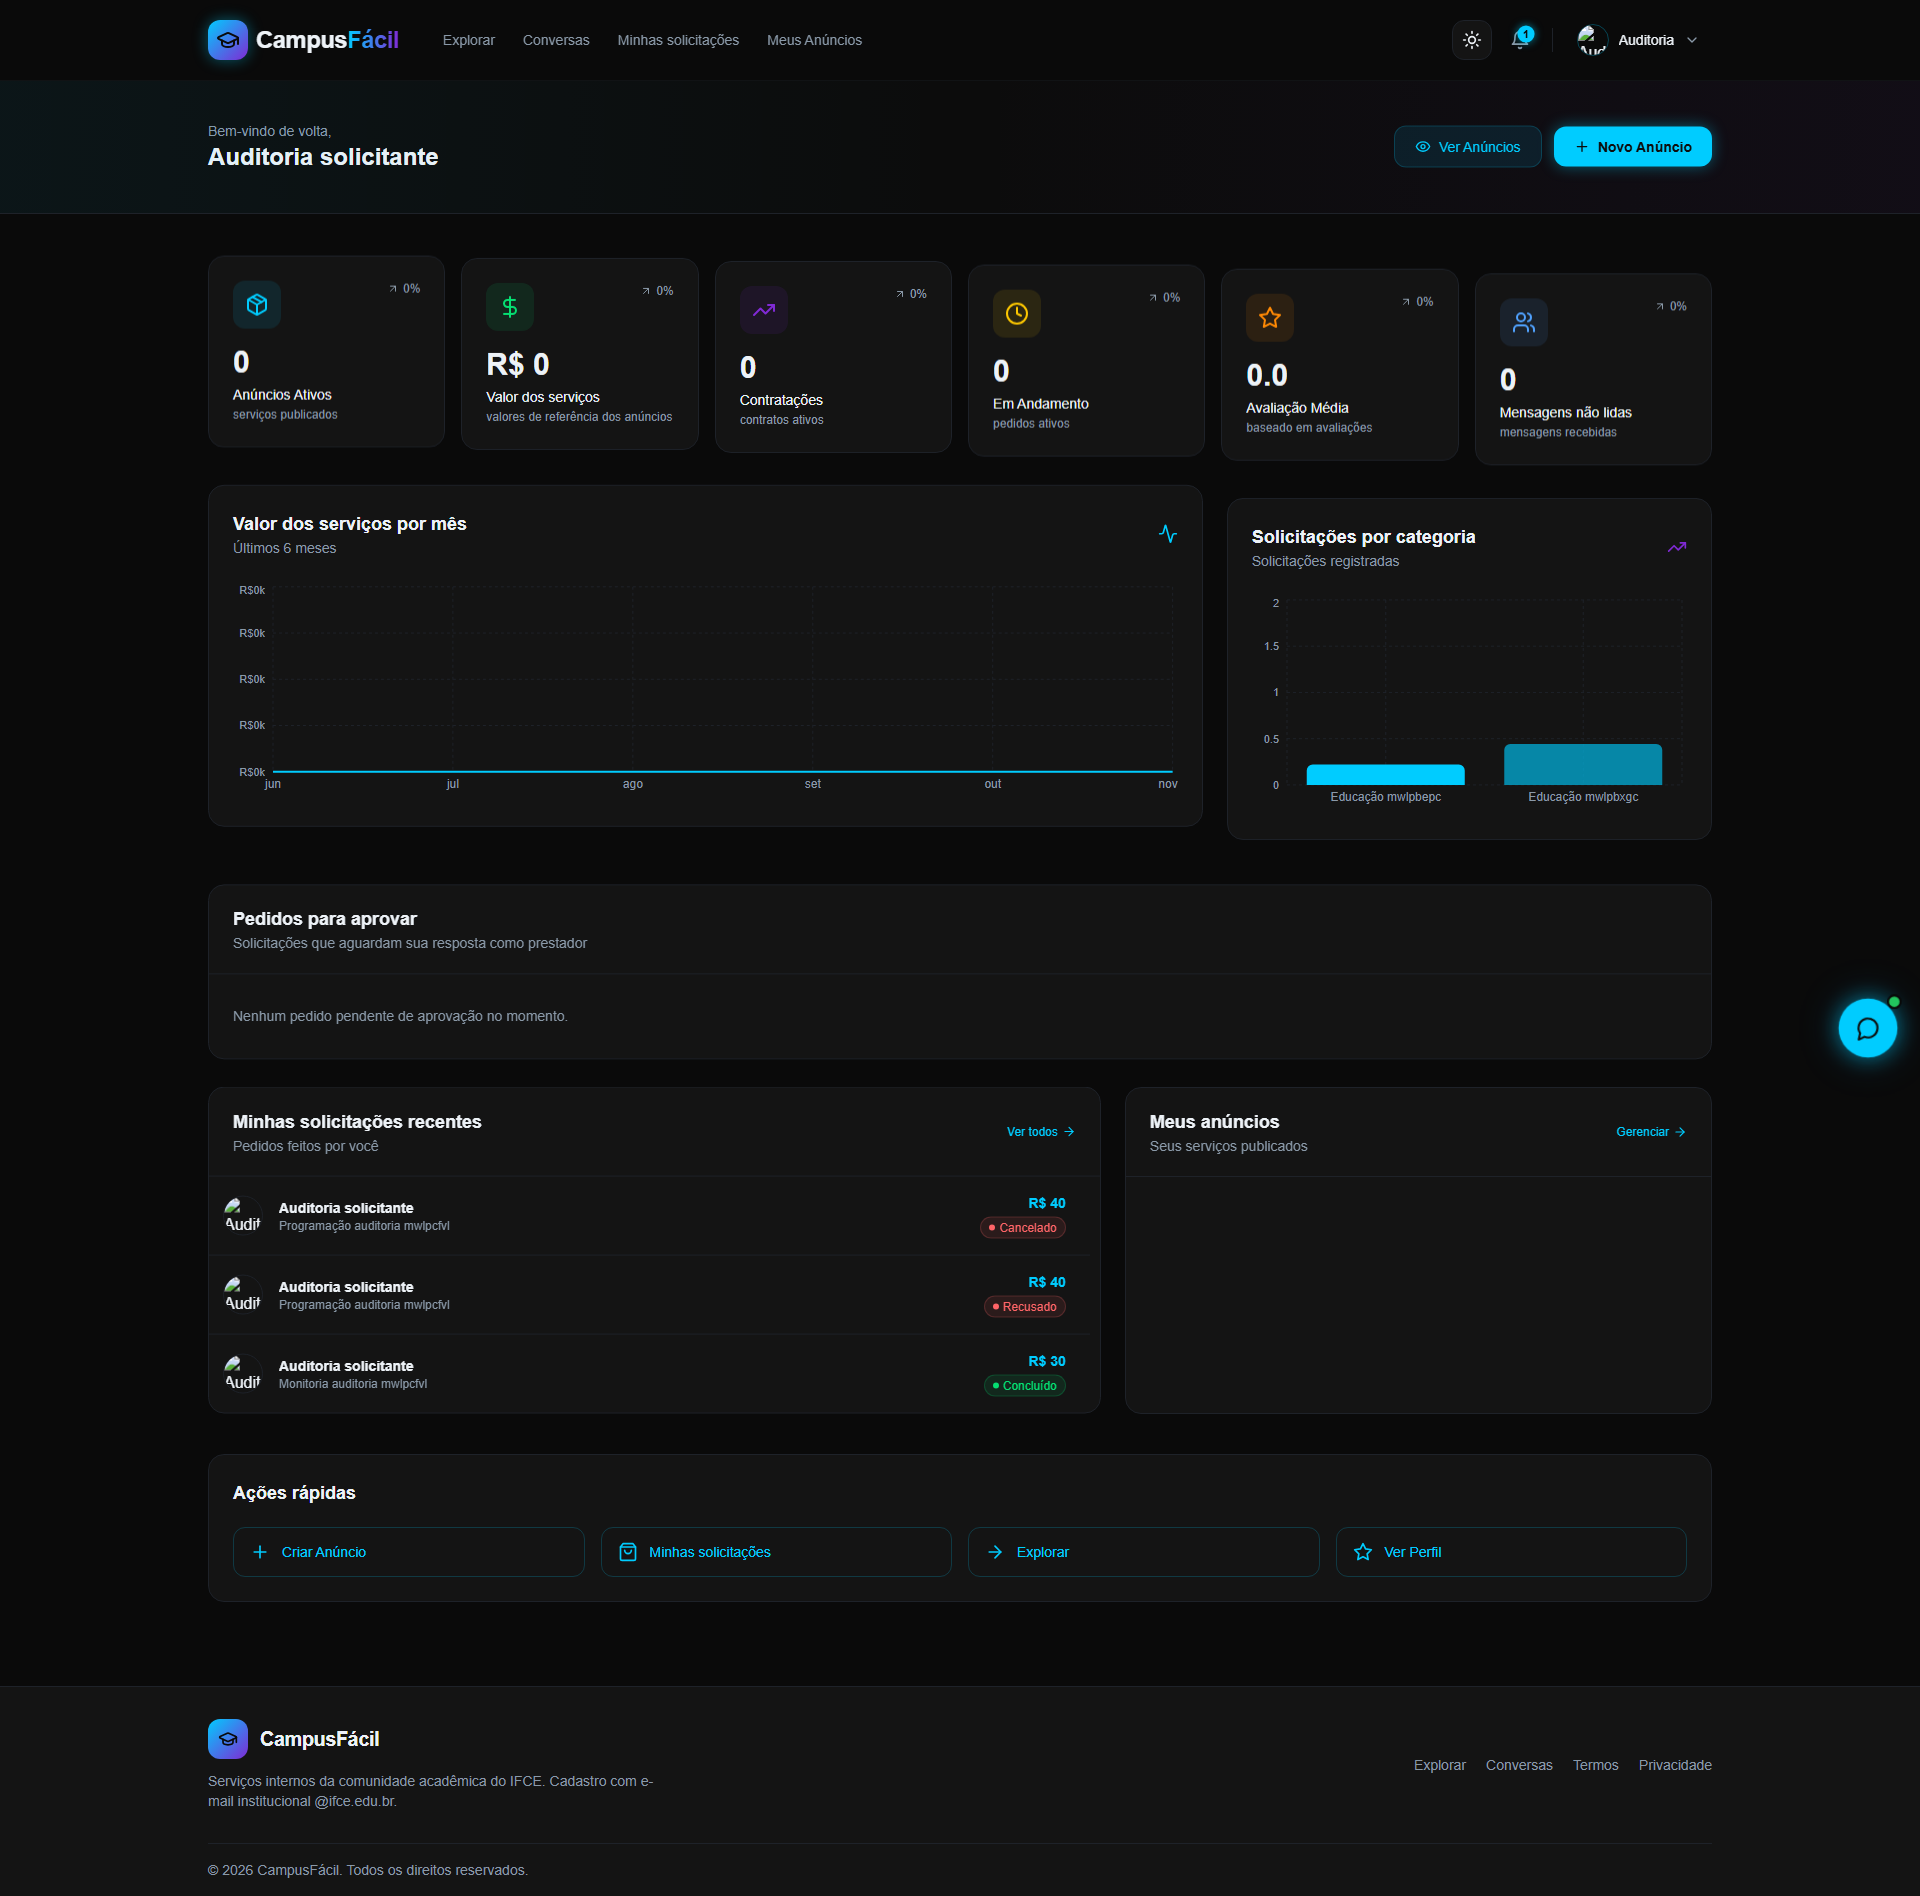 CampusFácil
Explorar
Conversas
Minhas solicitações
Meus Anúncios
1
Auditoria
Bem-vindo de volta,
Auditoria solicitante
Ver Anúncios
Novo Anúncio
0%
0
Anúncios Ativos
serviços publicados
0%
R$ 0
Valor dos serviços
valores de referência dos anúncios
0%
0
Contratações
contratos ativos
0%
0
Em Andamento
pedidos ativos
0%
0.0
Avaliação Média
baseado em avaliações
0%
0
Mensagens não lidas
mensagens recebidas
Valor dos serviços por mês
Últimos 6 meses
R$0k
R$0k
R$0k
R$0k
R$0k
jun jul ago set out nov
Solicitações por categoria
Solicitações registradas
2
1.5
1
0.5
0
Educação mwlpbepc Educação mwlpbxgc
Pedidos para aprovar
Solicitações que aguardam sua resposta como prestador
Nenhum pedido pendente de aprovação no momento.
Minhas solicitações recentes
Pedidos feitos por você
Ver todos
Audit
Auditoria solicitante
Programação auditoria mwlpcfvl
R$ 40
Cancelado
Audit
Auditoria solicitante
Programação auditoria mwlpcfvl
R$ 40
Recusado
Audit
Auditoria solicitante
Monitoria auditoria mwlpcfvl
R$ 30
Concluído
Meus anúncios
Seus serviços publicados
Gerenciar
Ações rápidas
Criar Anúncio
Minhas solicitações
Explorar
Ver Perfil
CampusFácil
Serviços internos da comunidade acadêmica do IFCE. Cadastro com e-
mail institucional @ifce.edu.br.
Explorar
Conversas
Termos
Privacidade
© 2026 CampusFácil. Todos os direitos reservados.